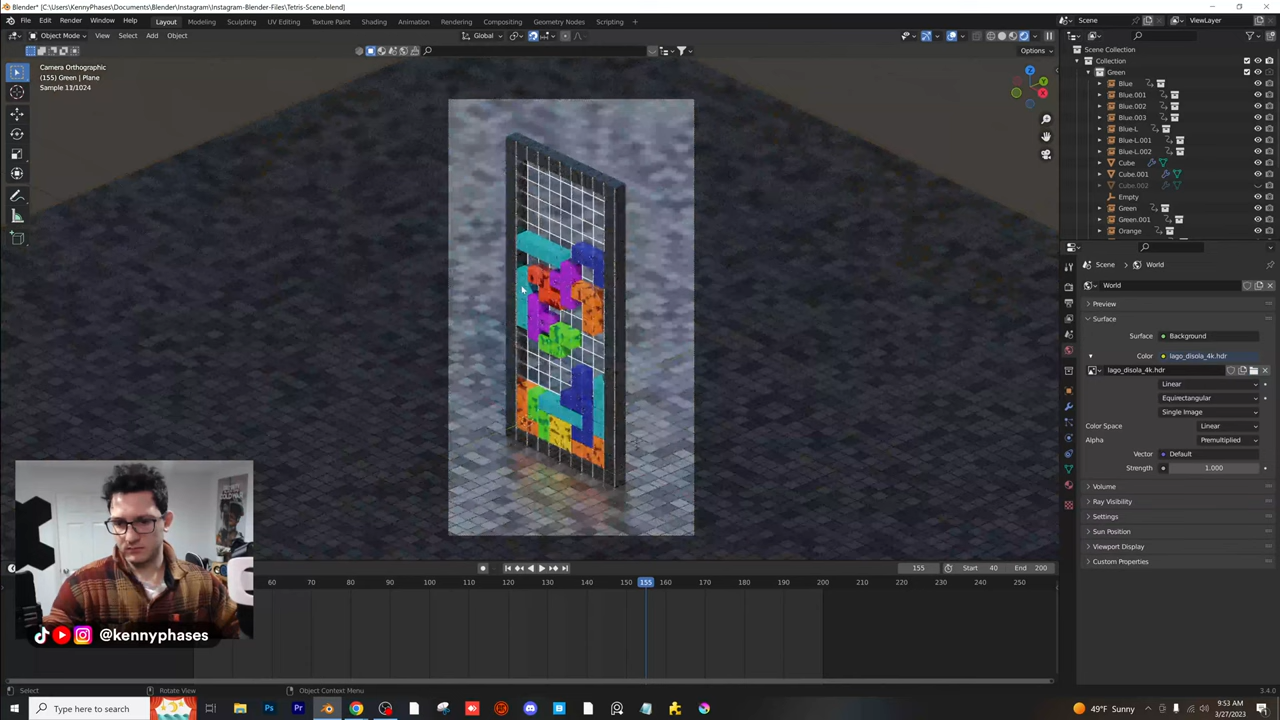 Blender* [C:\Users\KennyPhases\Documents\Blender\Instagram\Instagram-Blender-Files\Tetris-Scene.blend]
File Edit Render Window Help Layout Modeling Sculpting UV Editing Texture Paint Shading Animation Rendering Compositing Geometry Nodes Scripting + Scene ViewLayer
Object Mode View Select Add Object Global
Options
Camera Orthographic
(155) Green | Plane
Sample 11/1024
Z
Y
X
Scene Collection
Collection
Green
Blue
Blue.001
Blue.002
Blue.003
Blue-L
Blue-L.001
Blue-L.002
Cube
Cube.001
Cube.002
Empty
Green
Green.001
Orange
Scene World
World
Preview
Surface
Surface Background
Color lago_disola_4k.hdr
lago_disola_4k.hdr
Linear
Equirectangular
Single Image
Color Space Linear
Alpha Premultiplied
Vector Default
Strength 1.000
Volume
Ray Visibility
Settings
Sun Position
Viewport Display
Custom Properties
155 Start 40 End 200
60 70 80 90 100 110 120 130 140 150 155 160 170 180 190 200 210 220 230 240 250
@kennyphases
Select Rotate View Object Context Menu 3.4.0
Type here to search
49°F Sunny
9:53 AM
3/27/2023